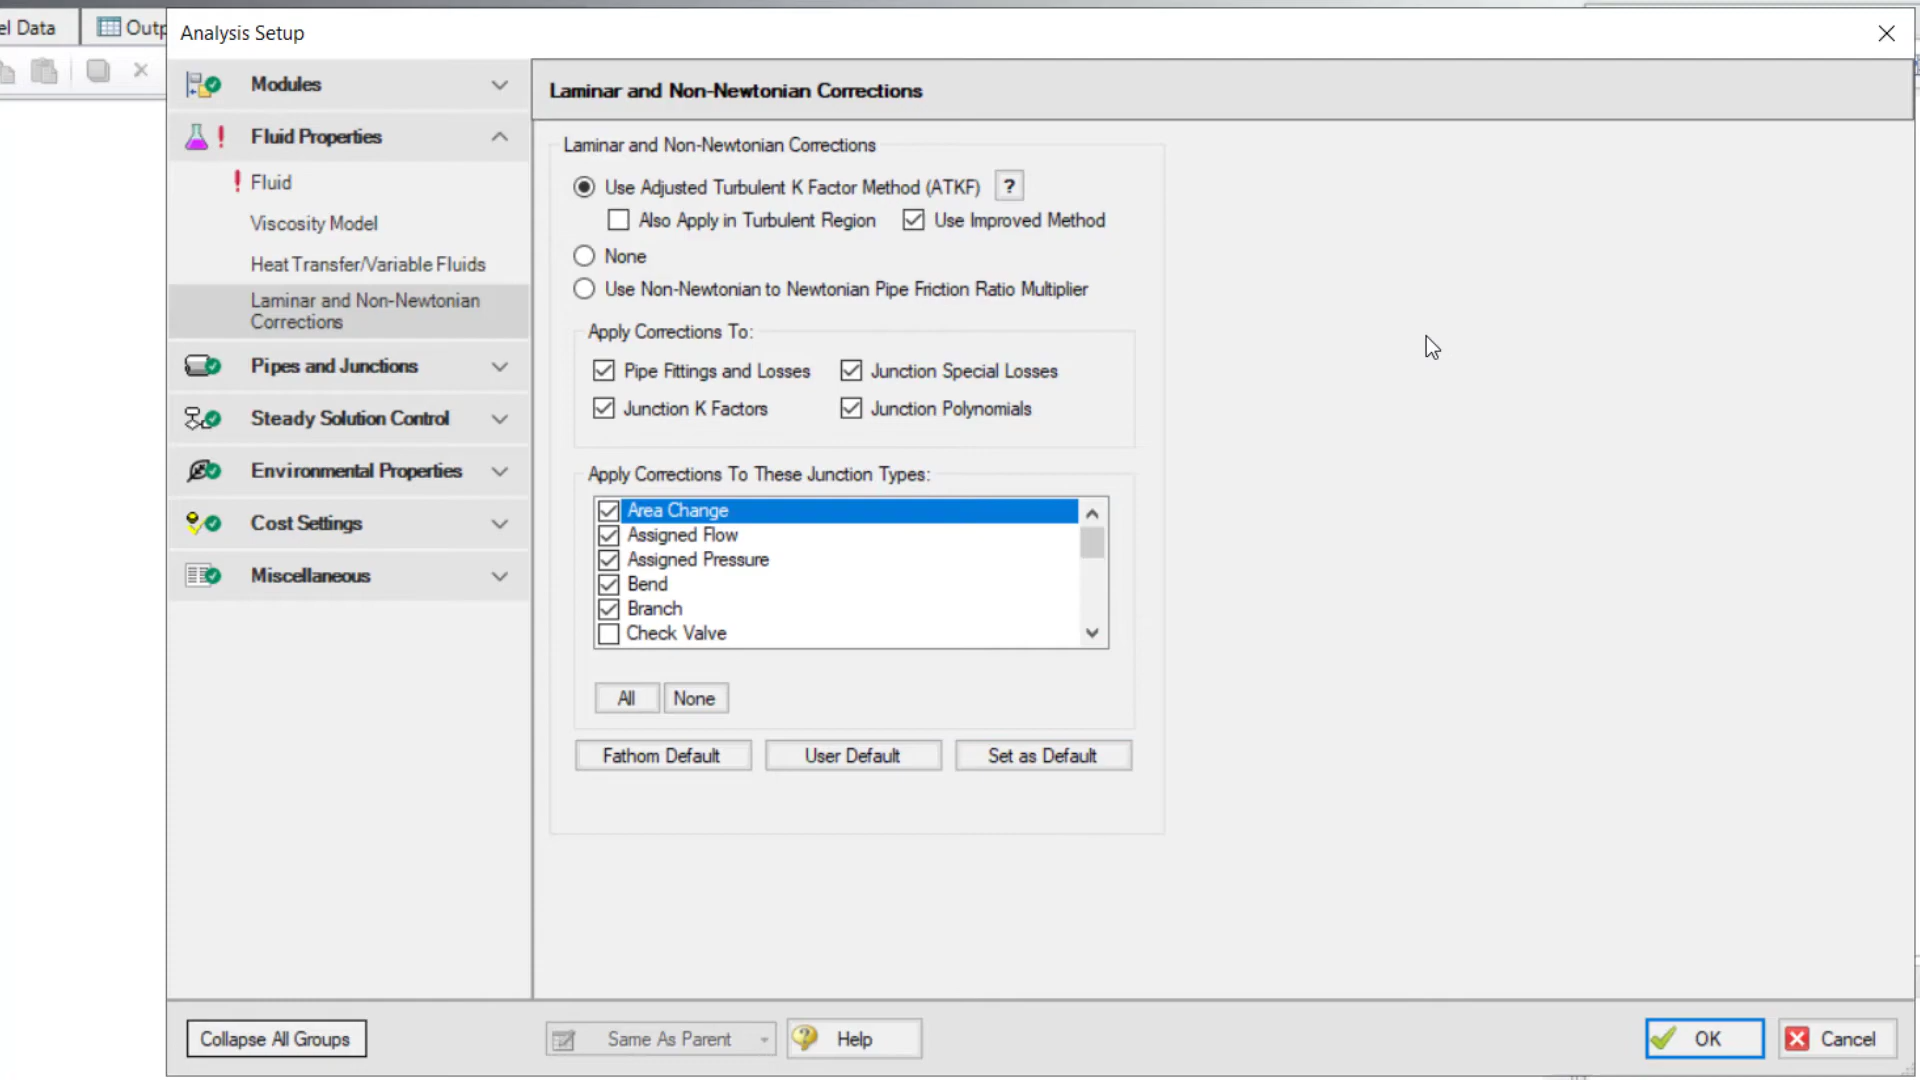 el Data
Outp
Analysis Setup
Modules
Fluid Properties
Fluid
Viscosity Model
Heat Transfer/Variable Fluids
Laminar and Non-Newtonian
Corrections
Pipes and Junctions
Steady Solution Control
Environmental Properties
Cost Settings
Miscellaneous
Collapse All Groups
Laminar and Non-Newtonian Corrections
Laminar and Non-Newtonian Corrections
Use Adjusted Turbulent K Factor Method (ATKF) ?
Also Apply in Turbulent Region Use Improved Method
None
Use Non-Newtonian to Newtonian Pipe Friction Ratio Multiplier
Apply Corrections To:
Pipe Fittings and Losses Junction Special Losses
Junction K Factors Junction Polynomials
Apply Corrections To These Junction Types:
Area Change
Assigned Flow
Assigned Pressure
Bend
Branch
Check Valve
All None
Fathom Default User Default Set as Default
Same As Parent Help OK Cancel